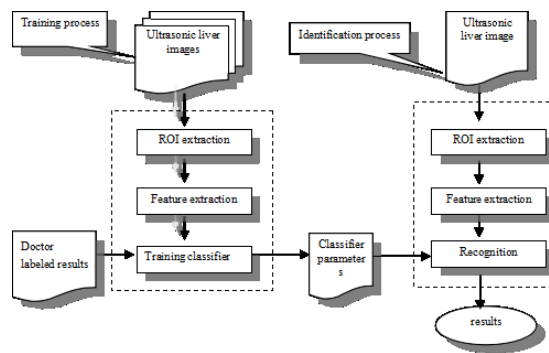 Training process
Ultrasonic liver
images
ROI extraction
Feature extraction
Doctor
labeled results
Training classifier
Classifier
parameter
s
Identification process
Ultrasonic
liver image
ROI extraction
Feature extraction
Recognition
results